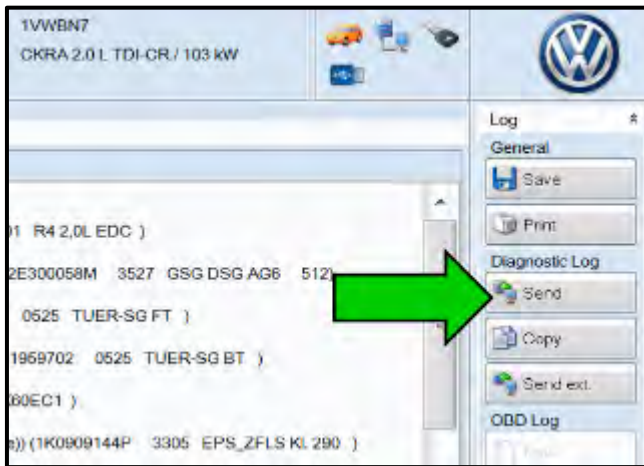 1VWBN7
CKRA 2.0 L TDI-CR / 103 kW
Log
General
Save
R4 2,0L EDC )
Print
Diagnostic Log
2E300058M 3527 GSG DSG AG6 512)
Send
0525 TUER-SG FT )
Copy
1959702 0525 TUER-SG BT )
Send ext.
60EC1 )
OBD Log
(1K0909144P 3305 EPS_ZFLS Kl. 290 )